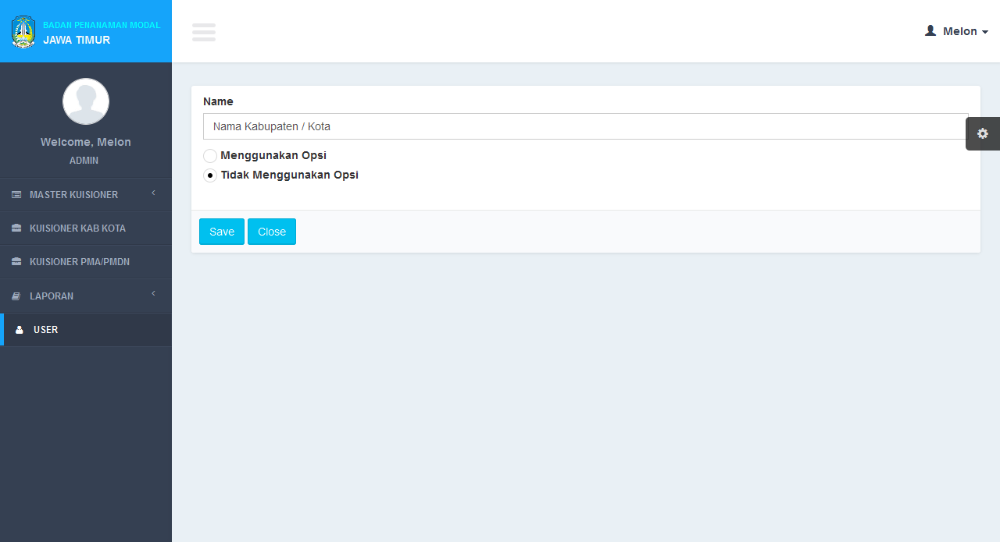 BADAN PENANAMAN MODAL
JAWA TIMUR
Melon
Welcome, Melon
ADMIN
MASTER KUISIONER
KUISIONER KAB KOTA
KUISIONER PMA/PMDN
LAPORAN
USER
Name
Nama Kabupaten / Kota
Menggunakan Opsi
Tidak Menggunakan Opsi
Save Close